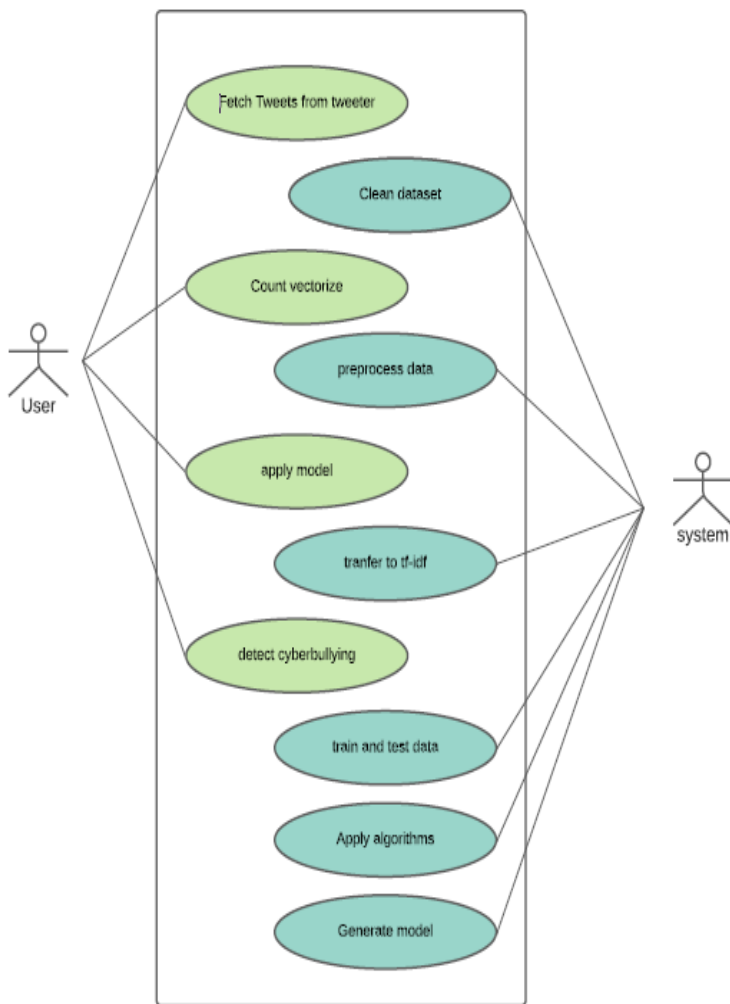 Fetch Tweets from tweeter
Clean dataset
Count vectorize
preprocess data
User
apply model
system
tranfer to tf-idf
detect cyberbullying
train and test data
Apply algorithms
Generate model